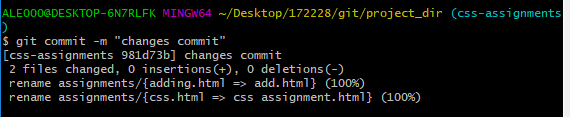 ALEOOO@DESKTOP-6N7RLFK MINGW64 ~/Desktop/172228/git/project_dir (css-assignments
)
$ git commit -m "changes commit"
[css-assignments 981d73b] changes commit
 2 files changed, 0 insertions(+), 0 deletions(-)
 rename assignments/{adding.html => add.html} (100%)
 rename assignments/{css.html => css assignment.html} (100%)